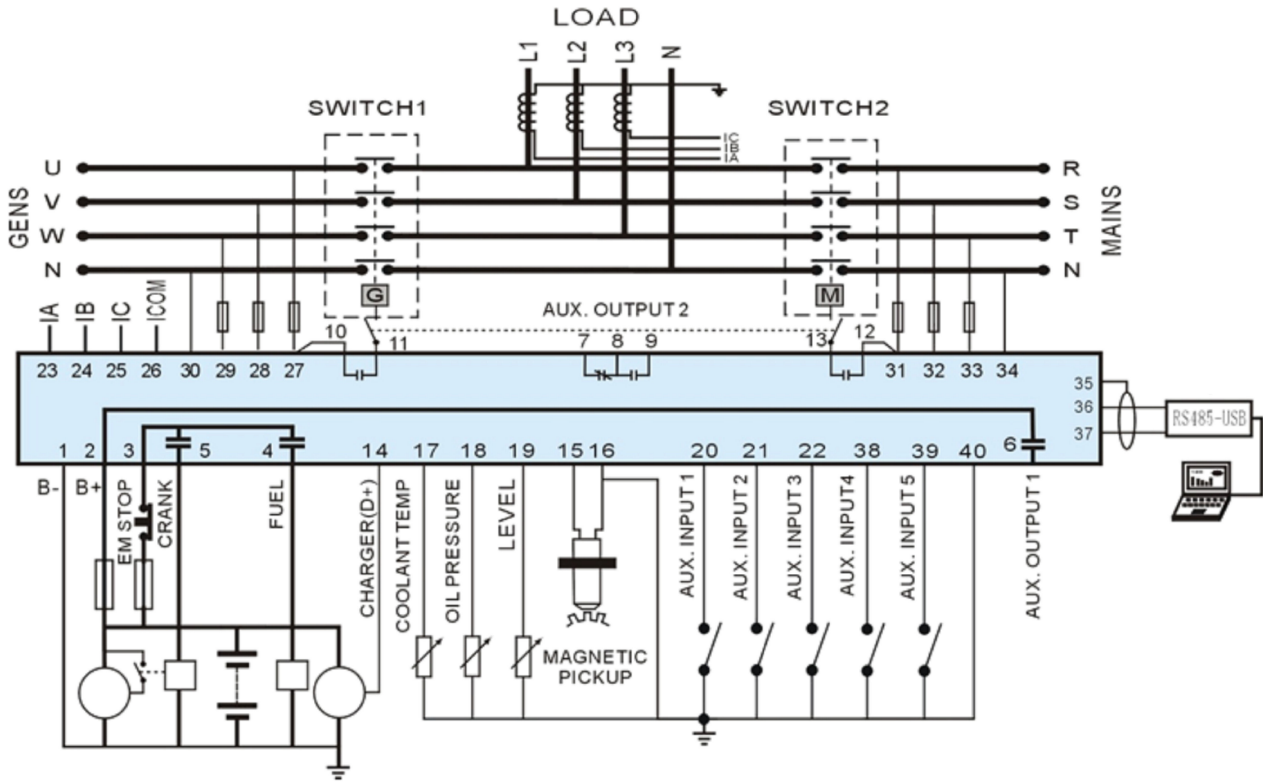 LOAD
L1
L2
L3
N
SWITCH1
SWITCH2
IC
IB
IA
GENS
U
V
W
N
R
S
T
N
MAINS
G
M
AUX. OUTPUT 2
IA
IB
IC
ICOM
10
11
7
8
9
13
12
23
24
25
26
30
29
28
27
31
32
33
34
35
36
37
RS485-USB
1
2
3
5
4
14
17
18
19
15
16
20
21
22
38
39
40
6
B-
B+
EM STOP
CRANK
FUEL
CHARGER(D+)
COOLANT TEMP
OIL PRESSURE
LEVEL
MAGNETIC
PICKUP
AUX. INPUT 1
AUX. INPUT 2
AUX. INPUT 3
AUX. INPUT4
AUX. INPUT 5
AUX. OUTPUT 1